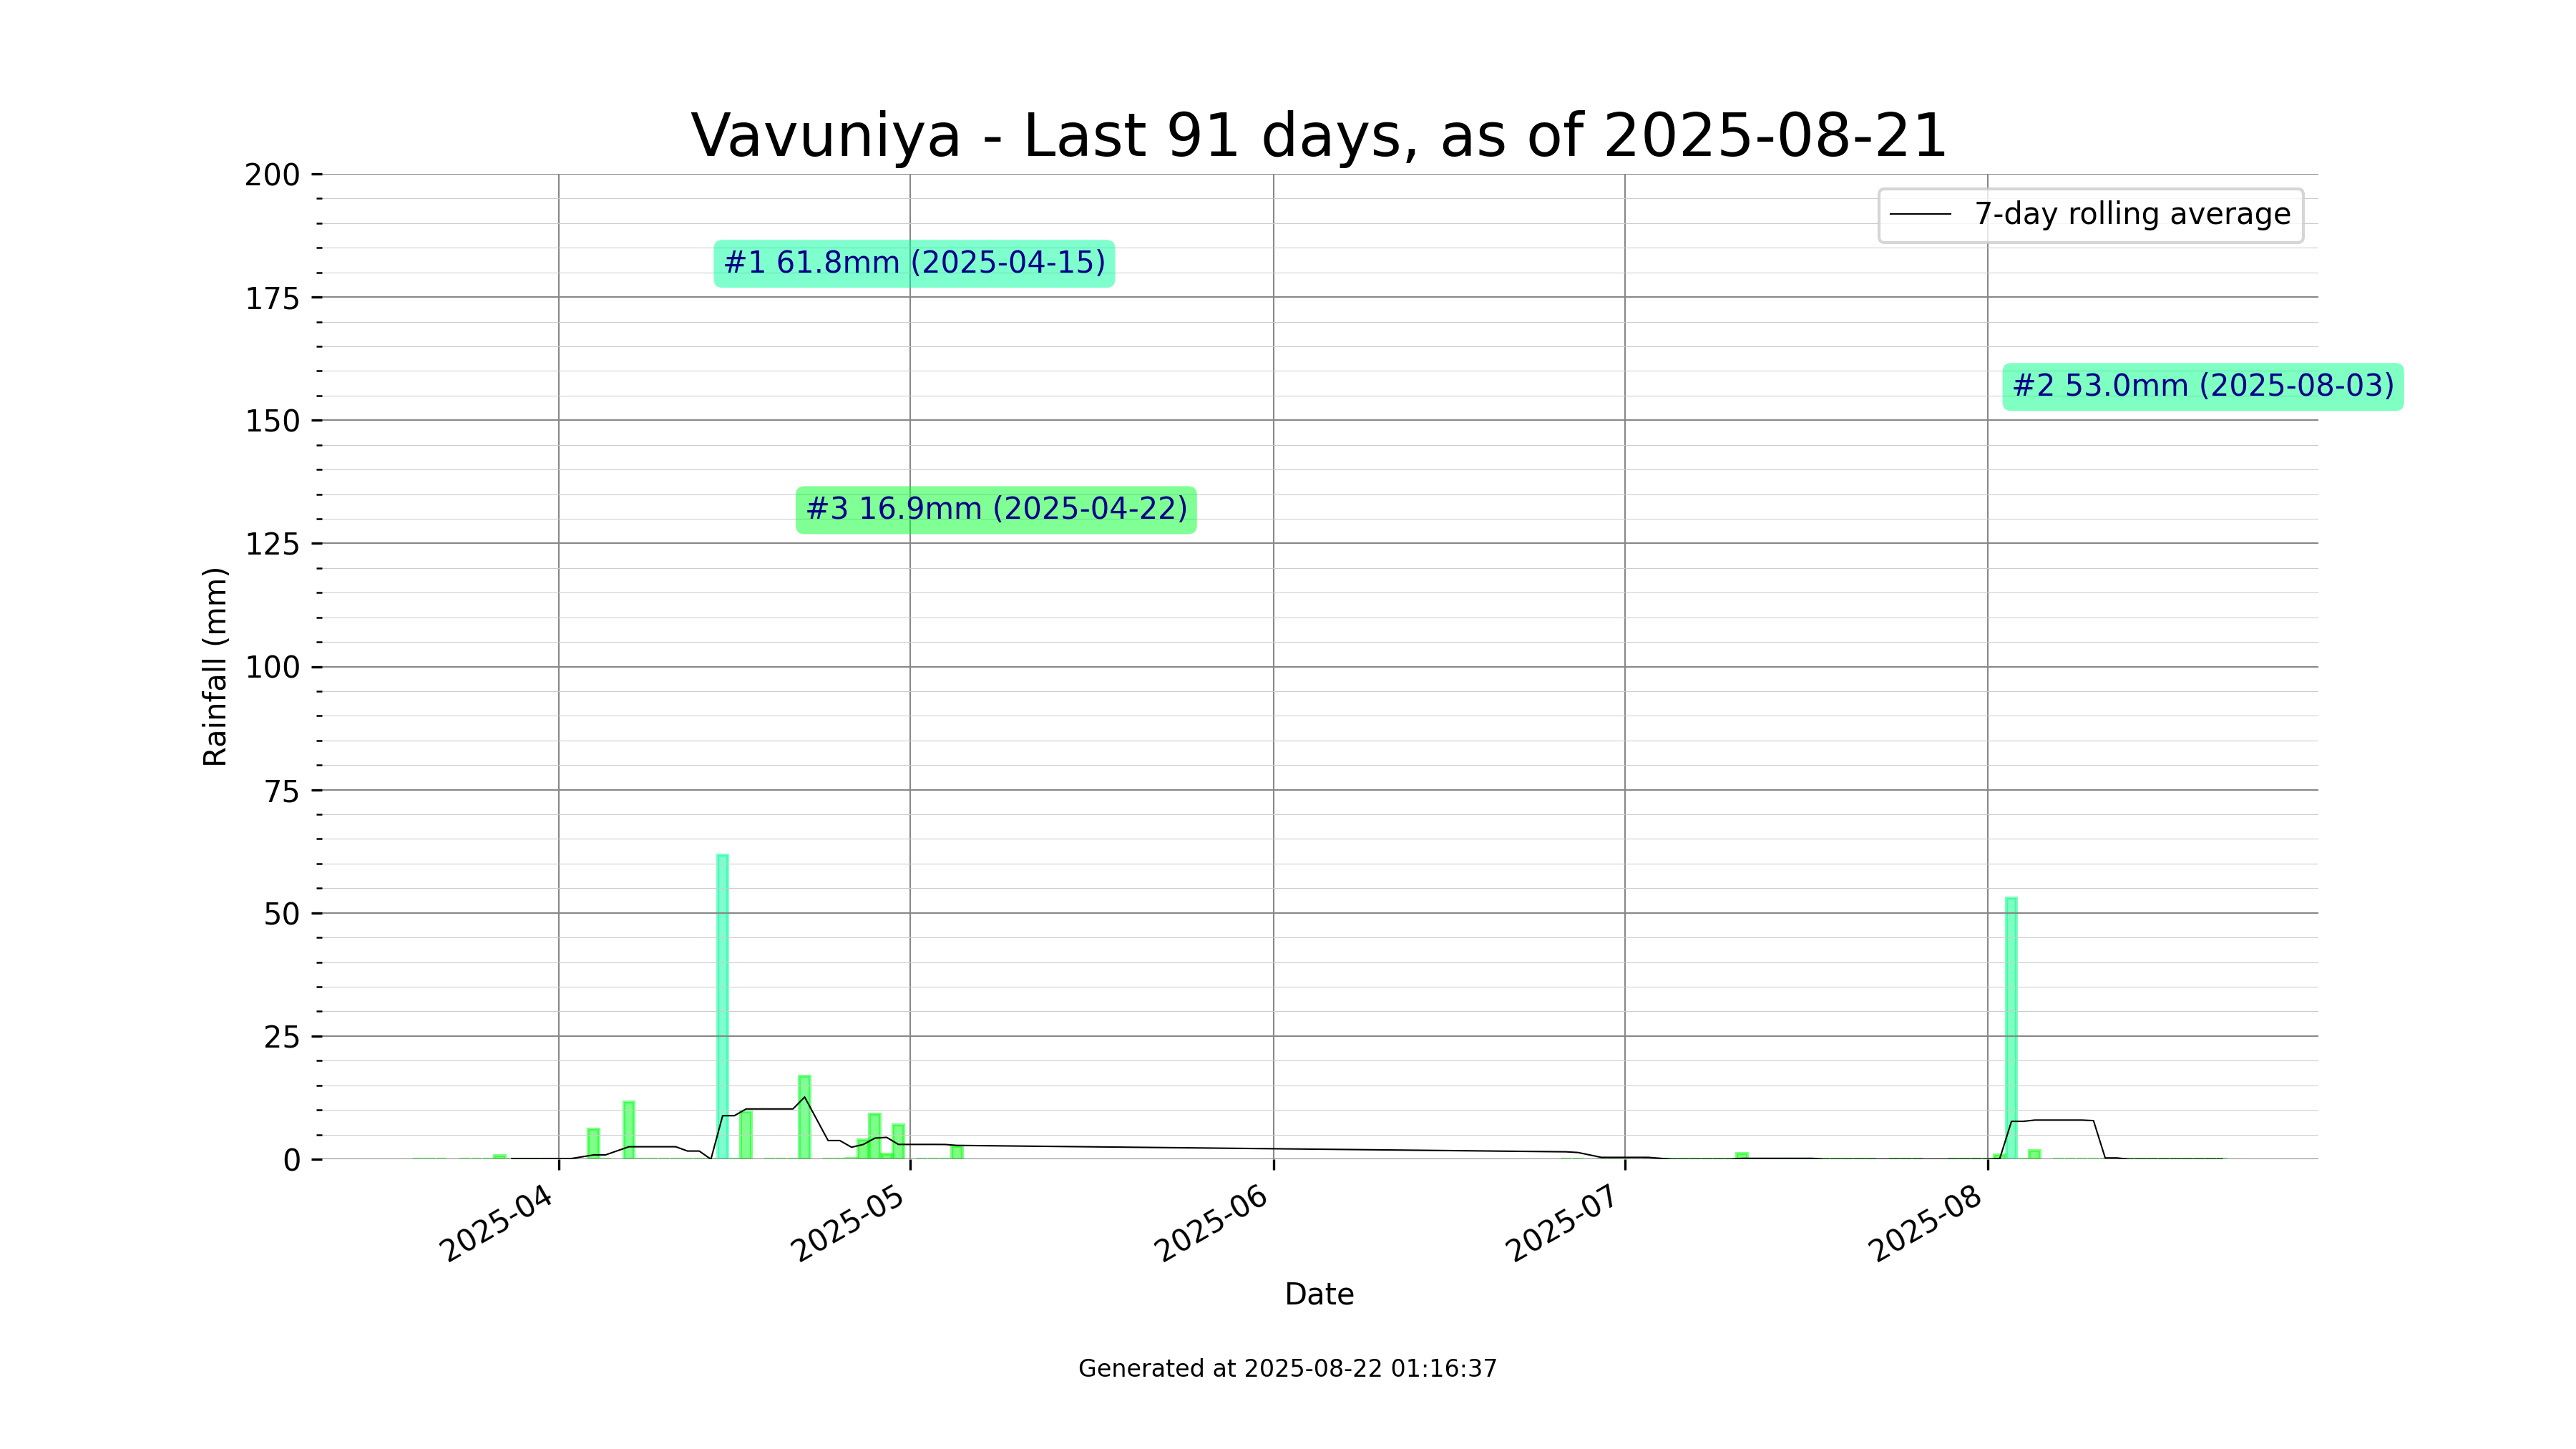 Vavuniya - Last 91 days, as of 2025-08-21
200
175
150
125
100
75
50
25
0
Rainfall (mm)
7-day rolling average
#1 61.8mm (2025-04-15)
#2 53.0mm (2025-08-03)
#3 16.9mm (2025-04-22)
2025-04
2025-05
2025-06
2025-07
2025-08
Date
Generated at 2025-08-22 01:16:37